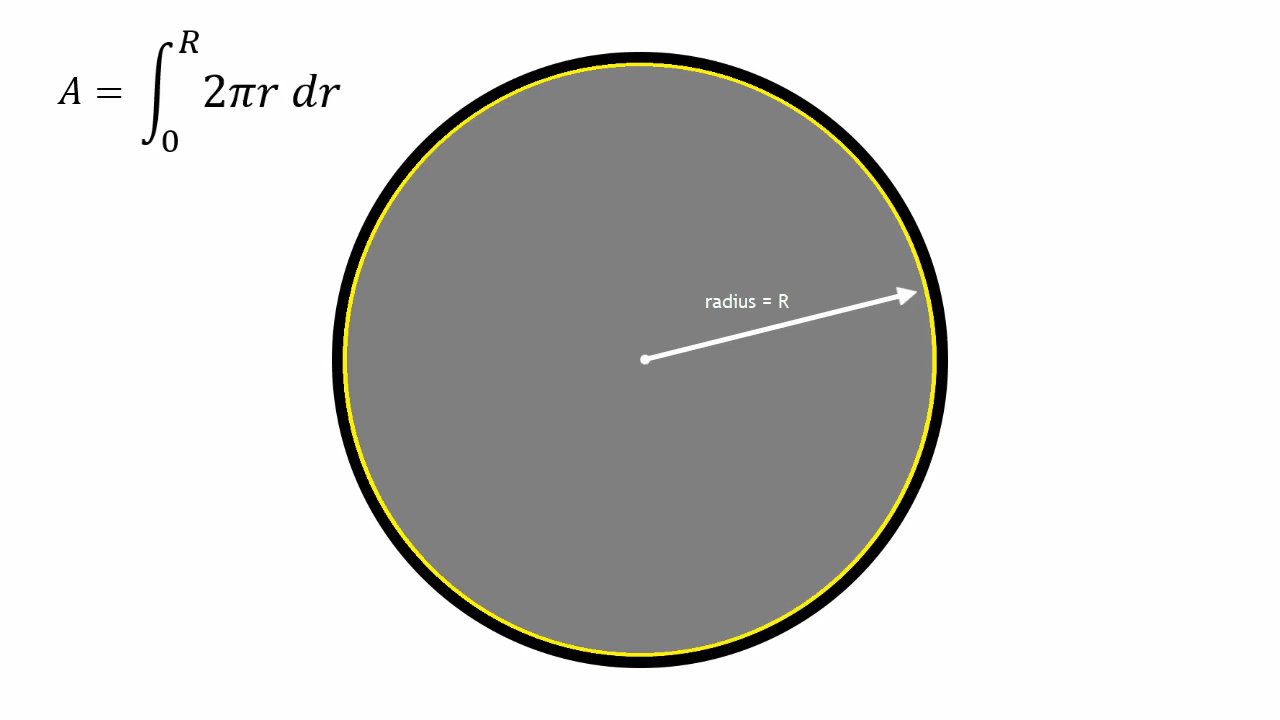 A = ∫₀ᴿ 2πr dr
radius = R